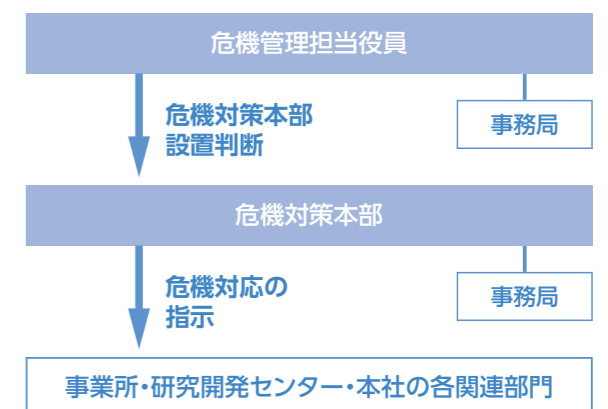 危機管理担当役員
危機対策本部
設置判断
事務局
危機対策本部
危機対応の
指示
事務局
事業所・研究開発センター・本社の各関連部門